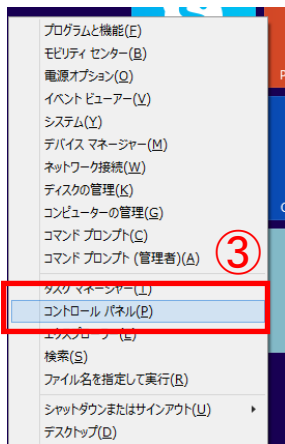 プログラムと機能(F)
モビリティ センター(B)
電源オプション(O)
イベント ビューアー(V)
システム(Y)
デバイス マネージャー(M)
ネットワーク接続(W)
ディスクの管理(K)
コンピューターの管理(G)
コマンド プロンプト(C)
コマンド プロンプト (管理者)(A)
③
タスク マネージャー(T)
コントロール パネル(P)
エクスプローラー(E)
検索(S)
ファイル名を指定して実行(R)
シャットダウンまたはサインアウト(U)
デスクトップ(D)